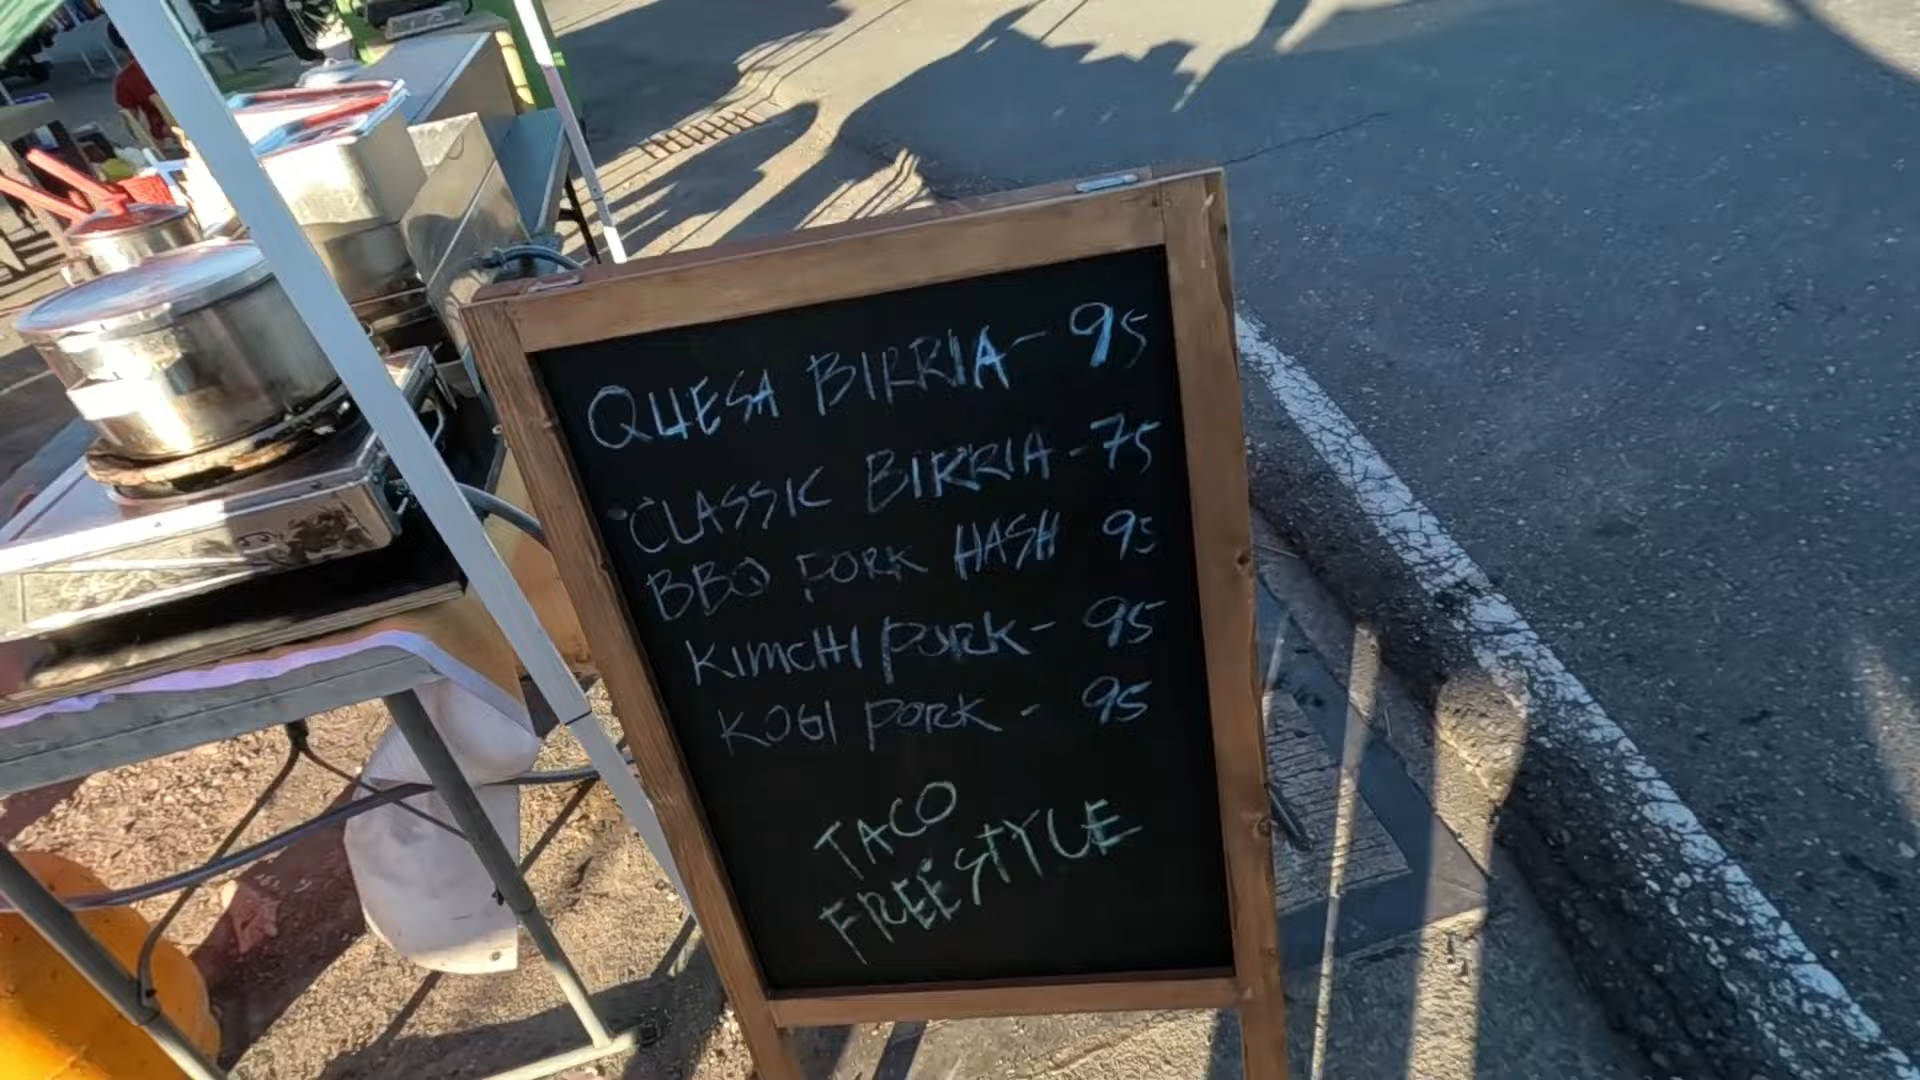 QUESA BIRRIA - 95
CLASSIC BIRRIA - 75
BBQ PORK HASH 95
KIMCHI PORK - 95
KOGI PORK - 95
TACO
FREESTYLE